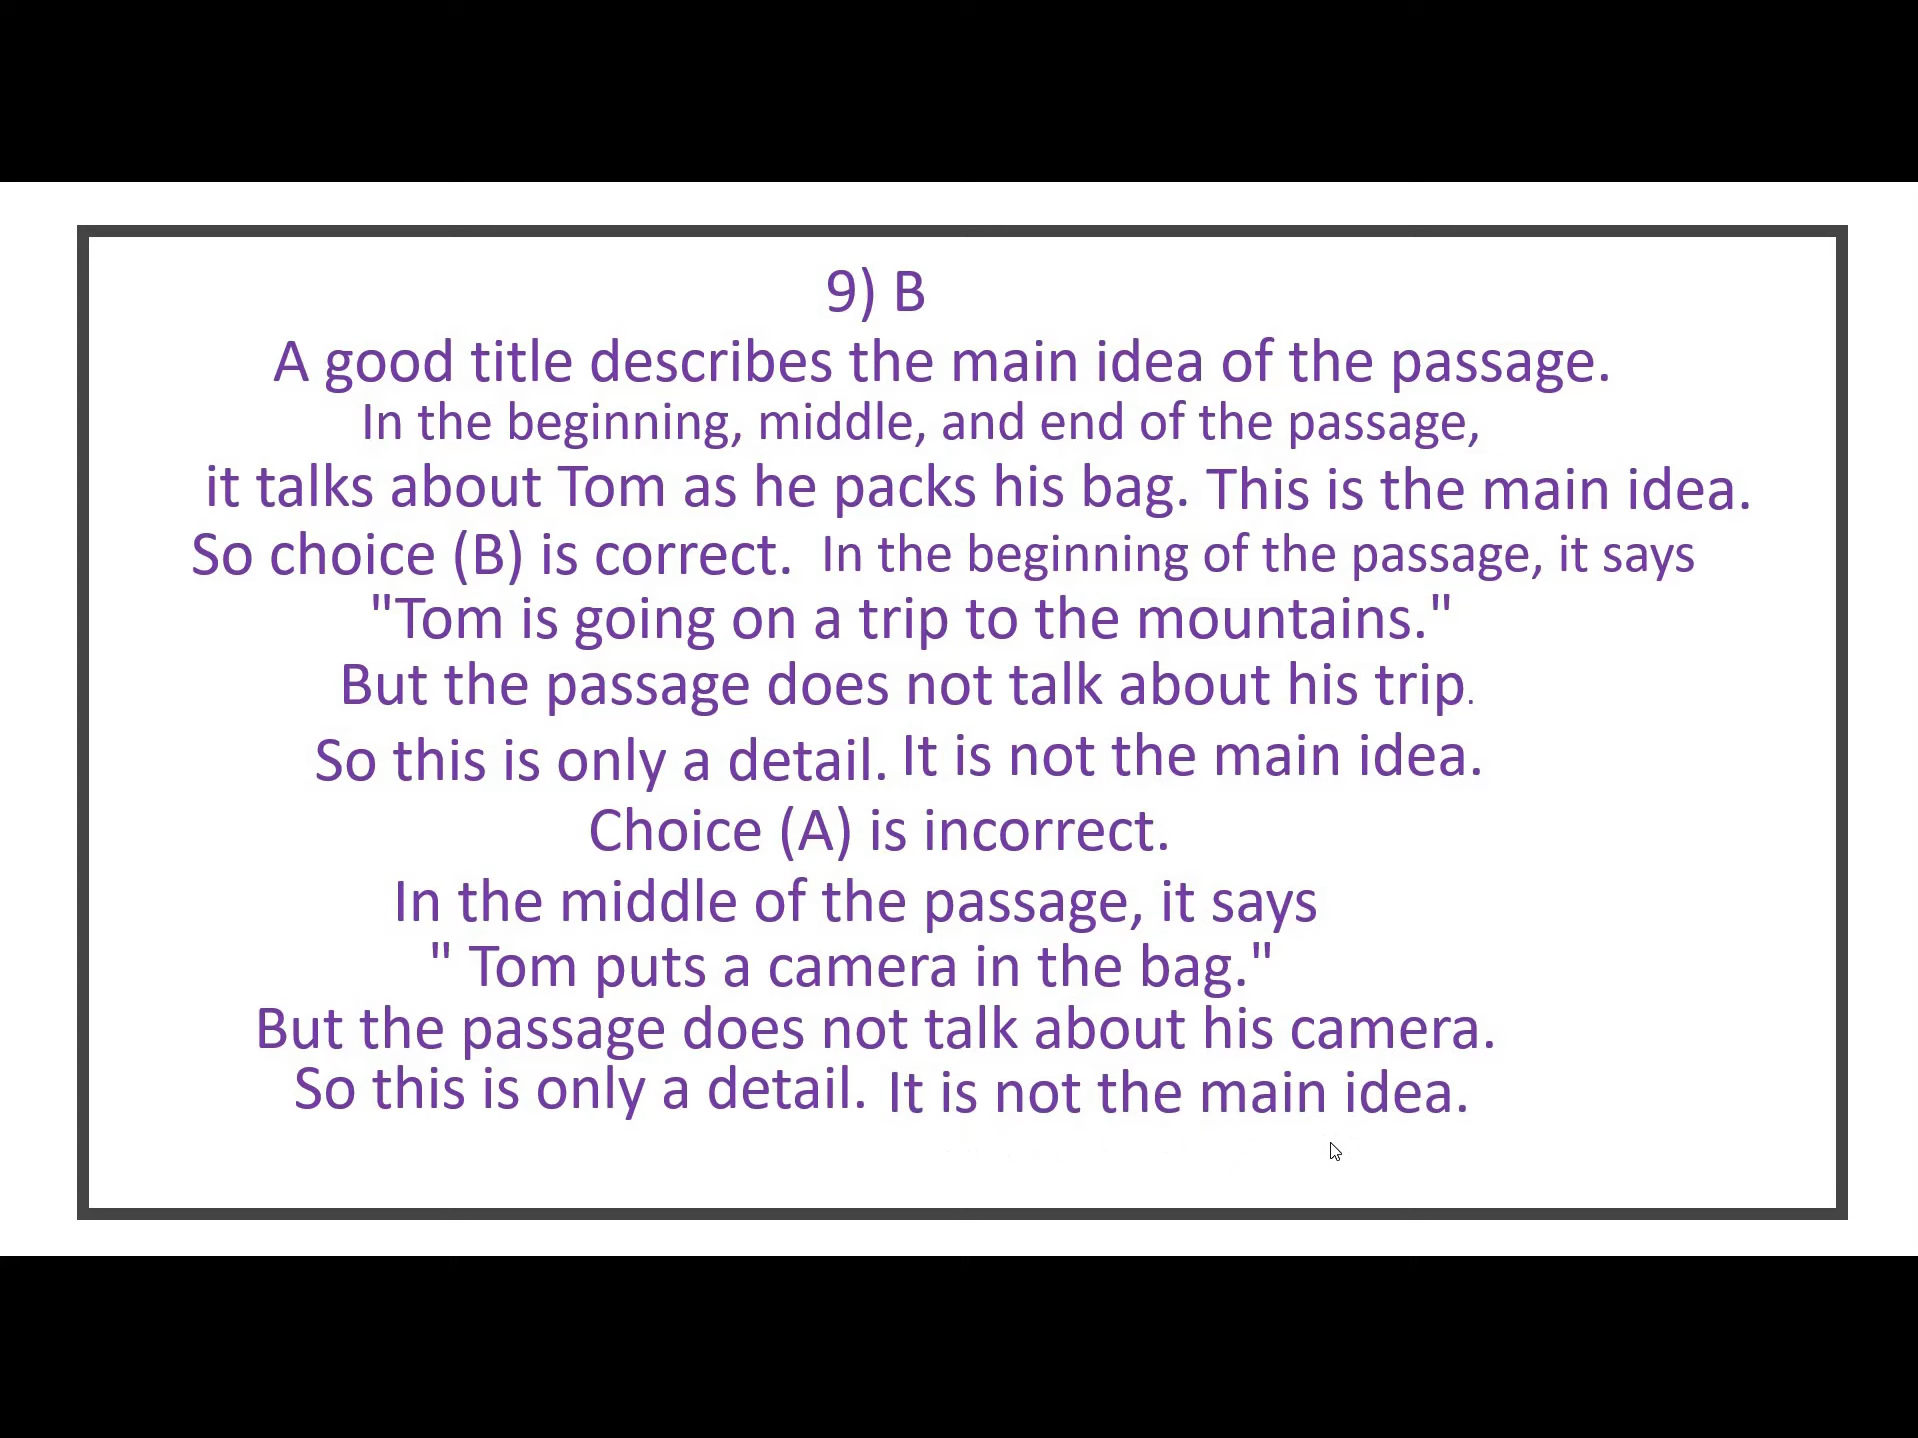 9) B
A good title describes the main idea of the passage.
In the beginning, middle, and end of the passage,
it talks about Tom as he packs his bag. This is the main idea.
So choice (B) is correct. In the beginning of the passage, it says
"Tom is going on a trip to the mountains."
But the passage does not talk about his trip.
So this is only a detail. It is not the main idea.
Choice (A) is incorrect.
In the middle of the passage, it says
" Tom puts a camera in the bag."
But the passage does not talk about his camera.
So this is only a detail. It is not the main idea.